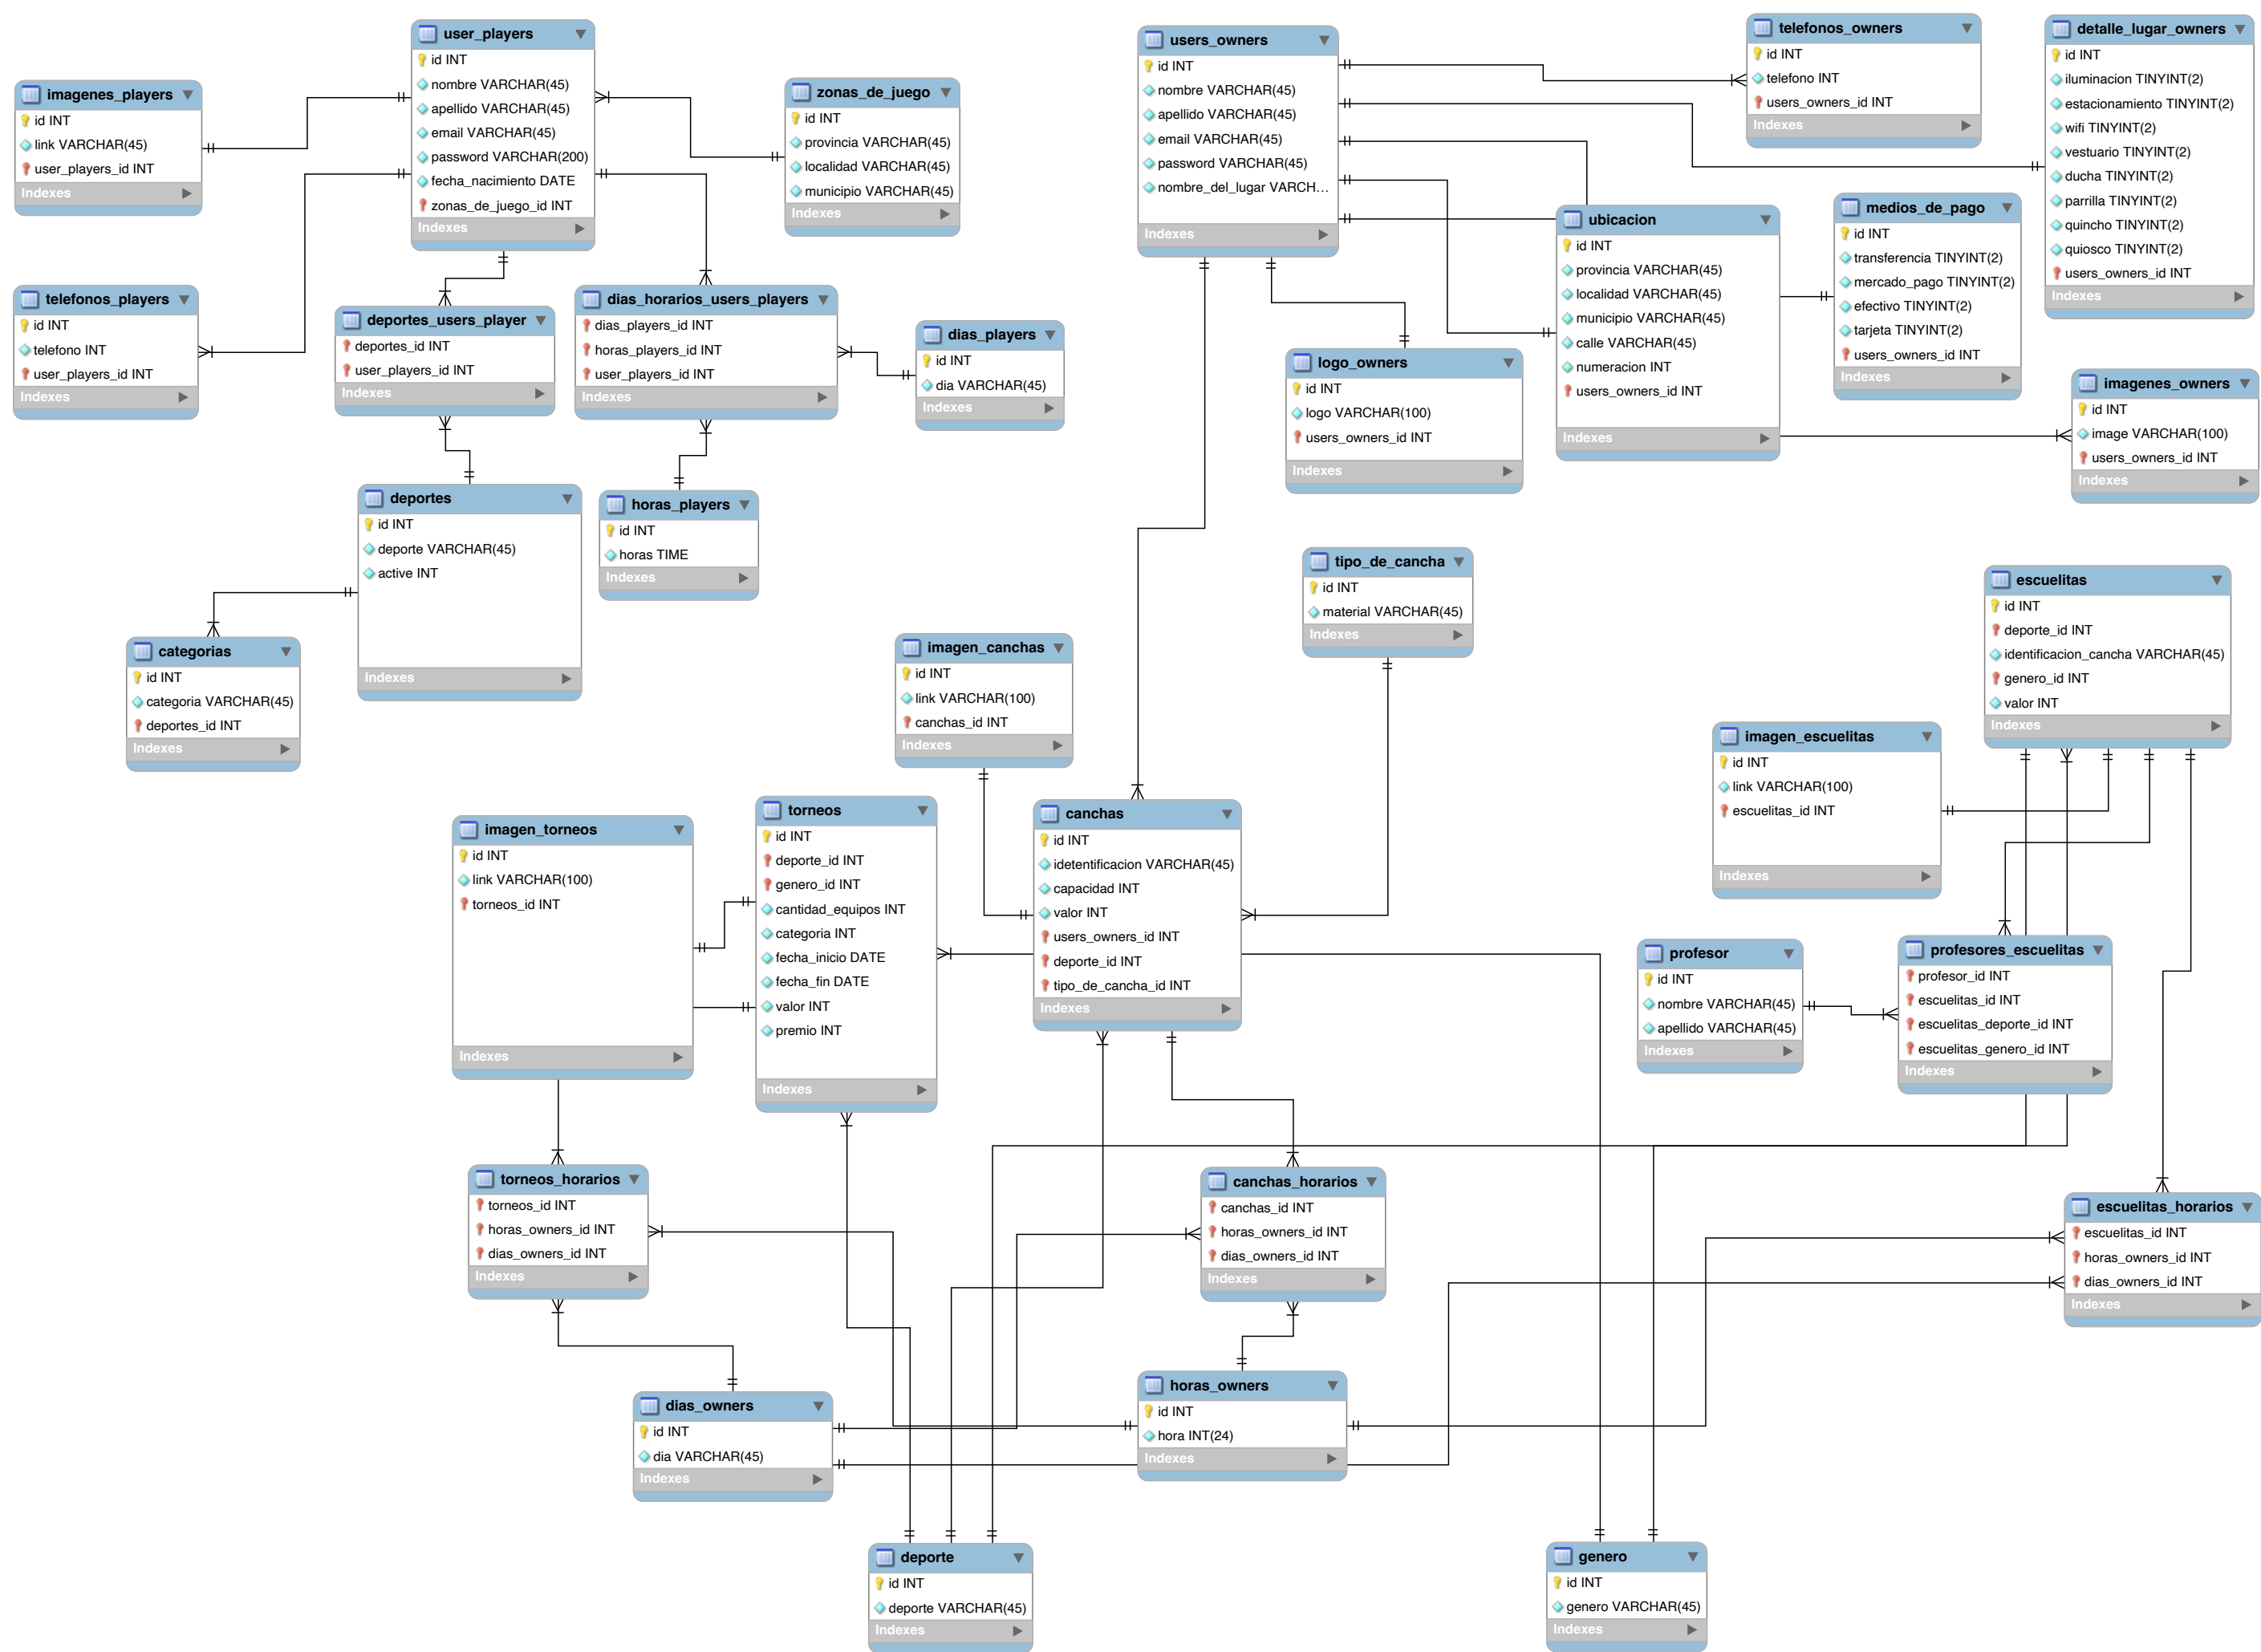 user_players
id INT
nombre VARCHAR(45)
apellido VARCHAR(45)
email VARCHAR(45)
password VARCHAR(200)
fecha_nacimiento DATE
zonas_de_juego_id INT
Indexes
imagenes_players
id INT
link VARCHAR(45)
user_players_id INT
Indexes
zonas_de_juego
id INT
provincia VARCHAR(45)
localidad VARCHAR(45)
municipio VARCHAR(45)
Indexes
users_owners
id INT
nombre VARCHAR(45)
apellido VARCHAR(45)
email VARCHAR(45)
password VARCHAR(45)
nombre_del_lugar VARCH...
Indexes
telefonos_owners
id INT
telefono INT
users_owners_id INT
Indexes
detalle_lugar_owners
id INT
iluminacion TINYINT(2)
estacionamiento TINYINT(2)
wifi TINYINT(2)
vestuario TINYINT(2)
ducha TINYINT(2)
parrilla TINYINT(2)
quincho TINYINT(2)
quiosco TINYINT(2)
users_owners_id INT
Indexes
ubicacion
id INT
provincia VARCHAR(45)
localidad VARCHAR(45)
municipio VARCHAR(45)
calle VARCHAR(45)
numeracion INT
users_owners_id INT
Indexes
medios_de_pago
id INT
transferencia TINYINT(2)
mercado_pago TINYINT(2)
efectivo TINYINT(2)
tarjeta TINYINT(2)
users_owners_id INT
Indexes
telefonos_players
id INT
telefono INT
user_players_id INT
Indexes
deportes_users_player
deportes_id INT
user_players_id INT
Indexes
dias_horarios_users_players
dias_players_id INT
horas_players_id INT
user_players_id INT
Indexes
dias_players
id INT
dia VARCHAR(45)
Indexes
logo_owners
id INT
logo VARCHAR(100)
users_owners_id INT
Indexes
imagenes_owners
id INT
image VARCHAR(100)
users_owners_id INT
Indexes
deportes
id INT
deporte VARCHAR(45)
active INT
Indexes
horas_players
id INT
horas TIME
Indexes
tipo_de_cancha
id INT
material VARCHAR(45)
Indexes
escuelitas
id INT
deporte_id INT
identificacion_cancha VARCHAR(45)
genero_id INT
valor INT
Indexes
categorias
id INT
categoria VARCHAR(45)
deportes_id INT
Indexes
imagen_canchas
id INT
link VARCHAR(100)
canchas_id INT
Indexes
imagen_escuelitas
id INT
link VARCHAR(100)
escuelitas_id INT
Indexes
imagen_torneos
id INT
link VARCHAR(100)
torneos_id INT
Indexes
torneos
id INT
deporte_id INT
genero_id INT
cantidad_equipos INT
categoria INT
fecha_inicio DATE
fecha_fin DATE
valor INT
premio INT
Indexes
canchas
id INT
idetentificacion VARCHAR(45)
capacidad INT
valor INT
users_owners_id INT
deporte_id INT
tipo_de_cancha_id INT
Indexes
profesor
id INT
nombre VARCHAR(45)
apellido VARCHAR(45)
Indexes
profesores_escuelitas
profesor_id INT
escuelitas_id INT
escuelitas_deporte_id INT
escuelitas_genero_id INT
Indexes
torneos_horarios
torneos_id INT
horas_owners_id INT
dias_owners_id INT
Indexes
canchas_horarios
canchas_id INT
horas_owners_id INT
dias_owners_id INT
Indexes
escuelitas_horarios
escuelitas_id INT
horas_owners_id INT
dias_owners_id INT
Indexes
dias_owners
id INT
dia VARCHAR(45)
Indexes
horas_owners
id INT
hora INT(24)
Indexes
deporte
id INT
deporte VARCHAR(45)
Indexes
genero
id INT
genero VARCHAR(45)
Indexes